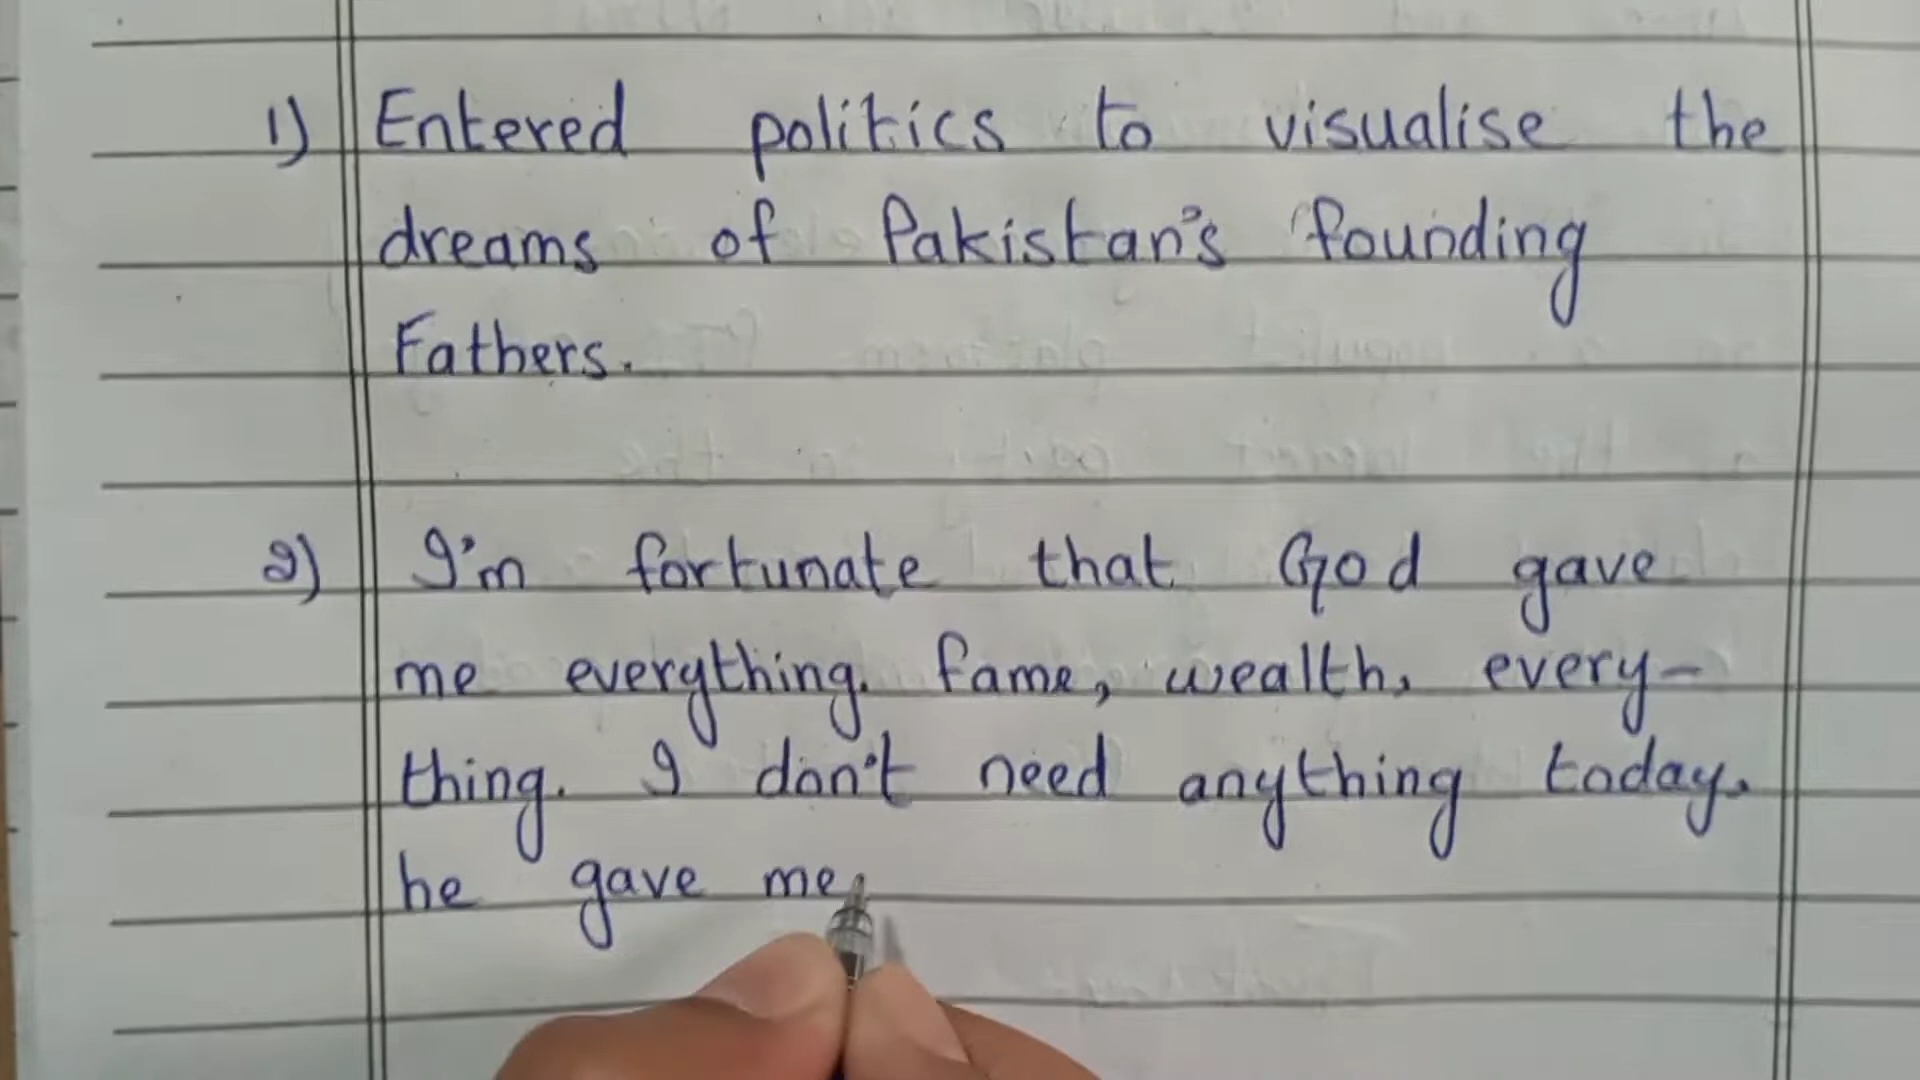 1) Entered politics to visualise the
dreams of Pakistan's founding
Fathers.
2) I'm fortunate that God gave
me everything. fame, wealth, every-
thing. I don't need anything today.
he gave me